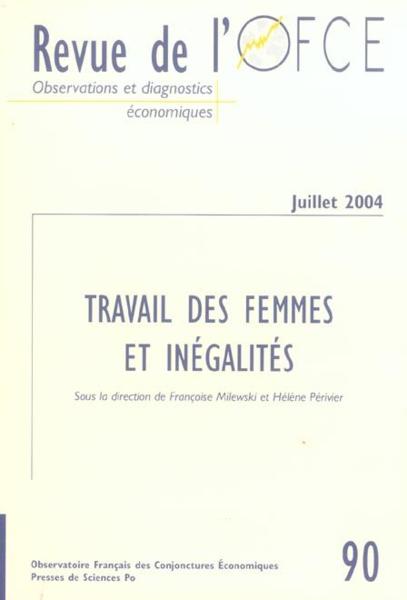 Revue de l'OFCE
Observations et diagnostics
économiques
Juillet 2004
TRAVAIL DES FEMMES
ET INÉGALITÉS
Sous la direction de Françoise Milewski et Hélène Périvier
Observatoire Français des Conjonctures Économiques
Presses de Sciences Po
90